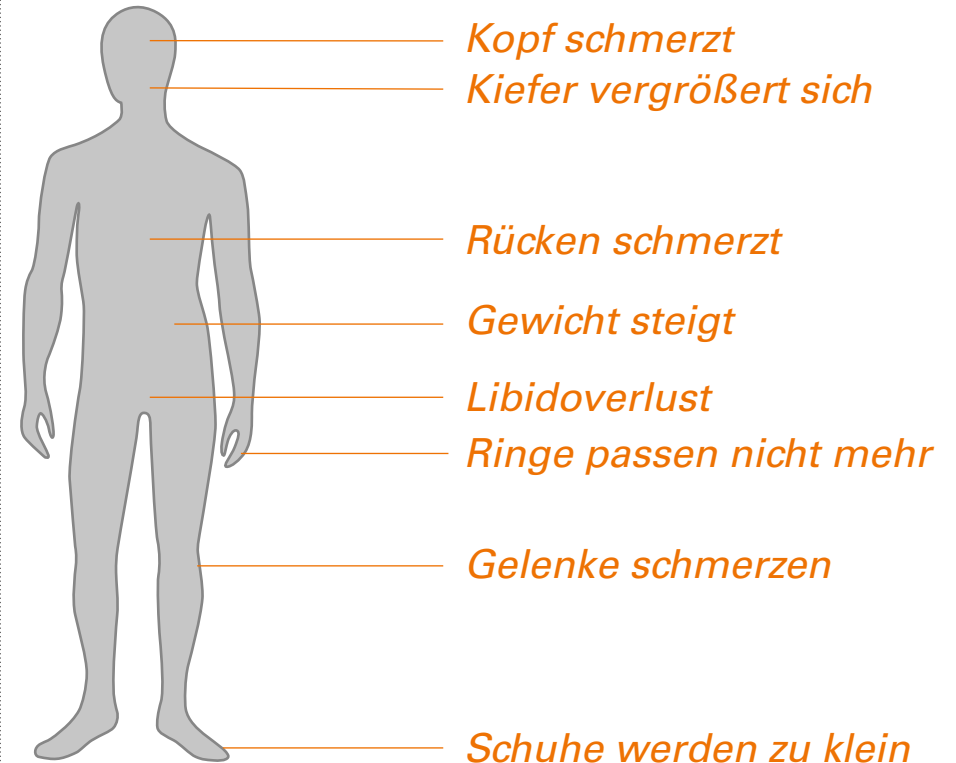 Kopf schmerzt
Kiefer vergrößert sich
Rücken schmerzt
Gewicht steigt
Libidoverlust
Ringe passen nicht mehr
Gelenke schmerzen
Schuhe werden zu klein